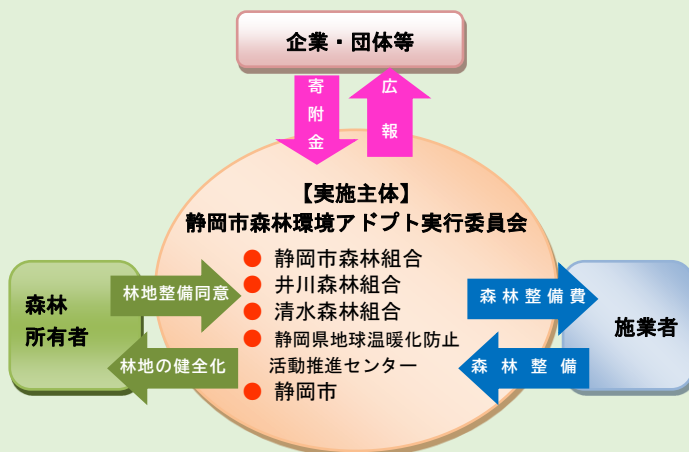 企業・団体等
寄附金
広報
【実施主体】
静岡市森林環境アドプト実行委員会
● 静岡市森林組合
● 井川森林組合
● 清水森林組合
● 静岡県地球温暖化防止
活動推進センター
● 静岡市
森林
所有者
林地整備同意
林地の健全化
森林整備費
森林整備
施業者